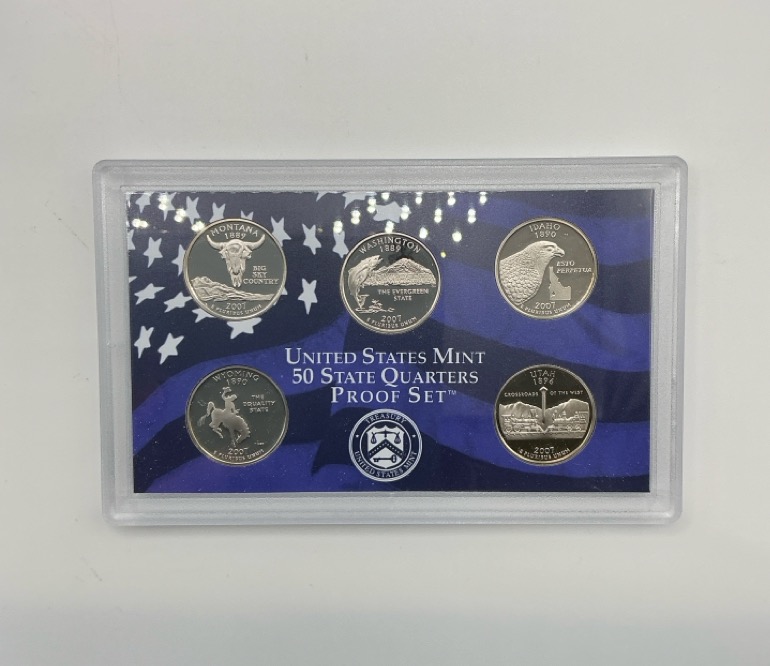 MONTANA
1889
BIG
SKY
COUNTRY
2007
E PLURIBUS UNUM
WASHINGTON
1889
THE EVERGREEN
STATE
2007
E PLURIBUS UNUM
IDAHO
1890
ESTO
PERPETUA
2007
E PLURIBUS UNUM
UNITED STATES MINT
50 STATE QUARTERS
PROOF SET™
WYOMING
1890
THE
EQUALITY
STATE
2007
E PLURIBUS UNUM
TREASURY
UNITED STATES MINT
UTAH
1896
CROSSROADS OF THE WEST
2007
E PLURIBUS UNUM